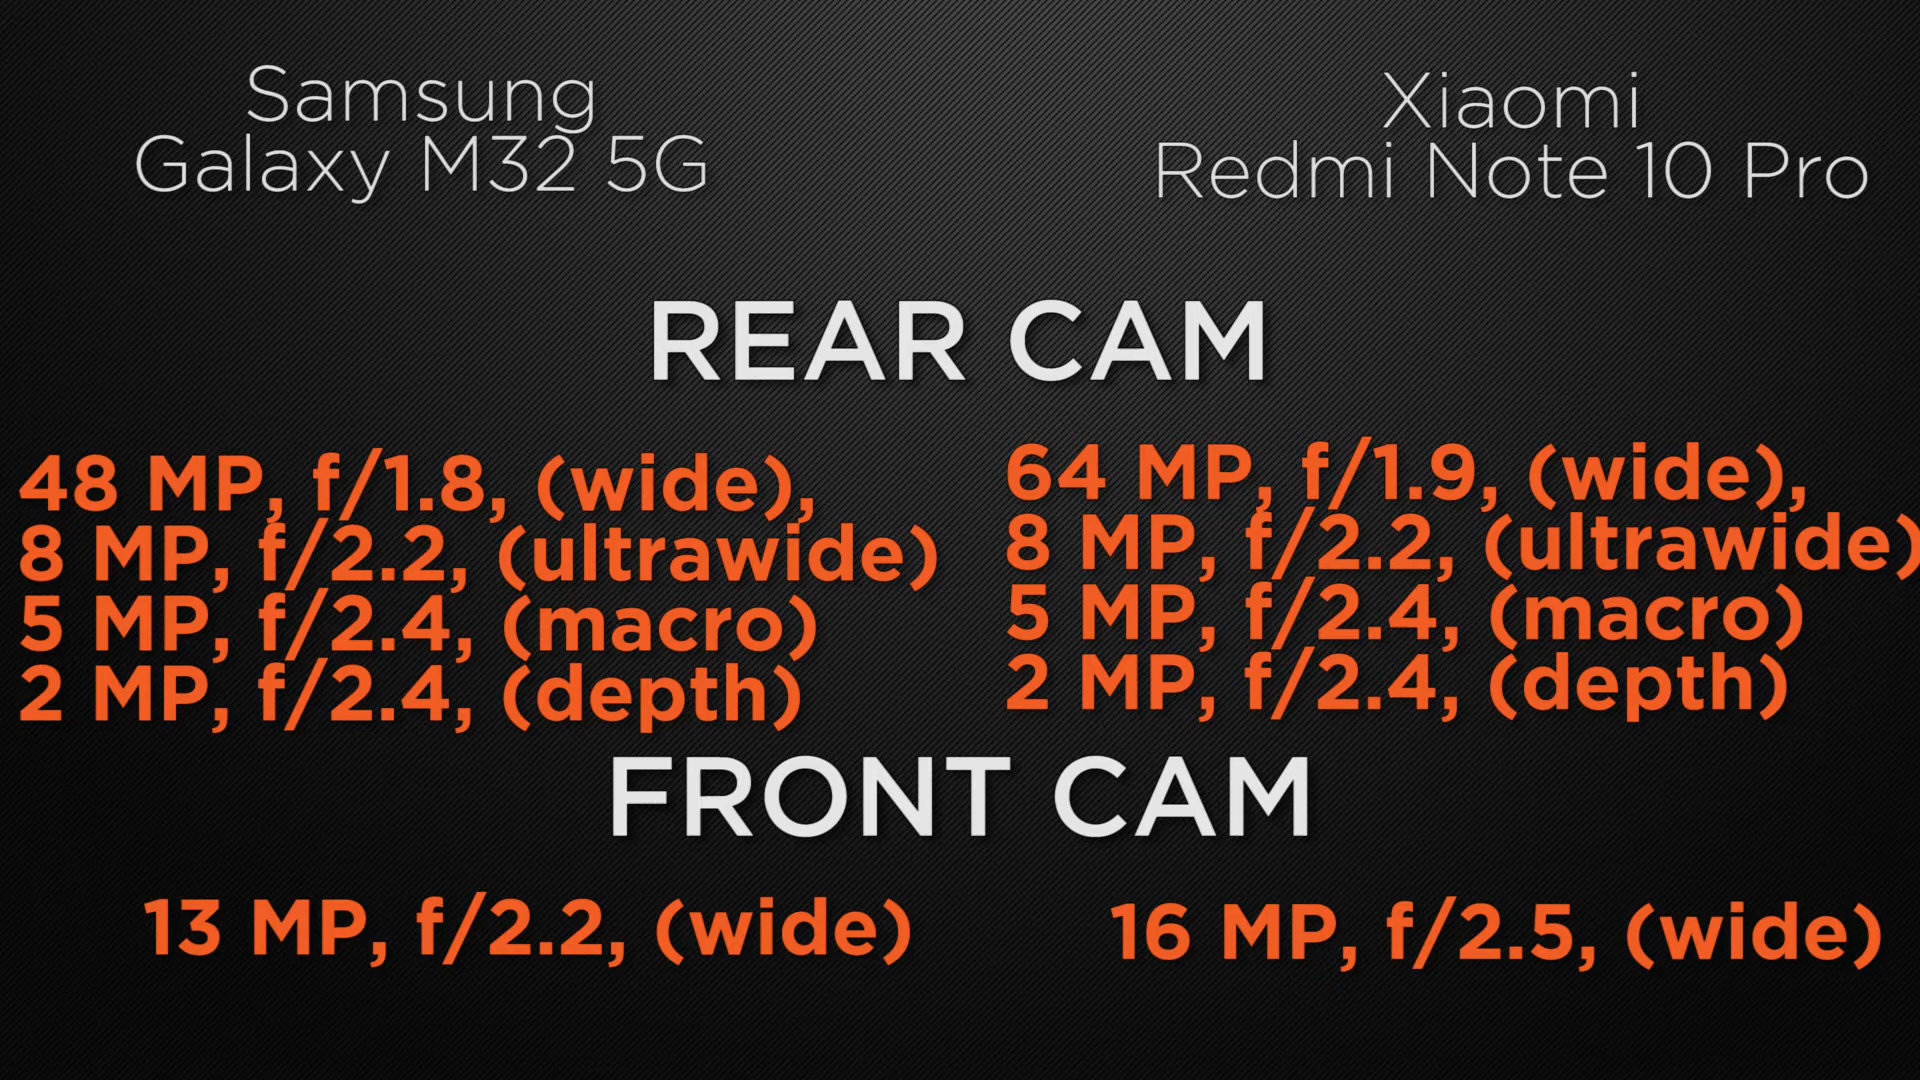 Samsung
Galaxy M32 5G
Xiaomi
Redmi Note 10 Pro
REAR CAM
48 MP, f/1.8, (wide),
8 MP, f/2.2, (ultrawide)
5 MP, f/2.4, (macro)
2 MP, f/2.4, (depth)
64 MP, f/1.9, (wide),
8 MP, f/2.2, (ultrawide)
5 MP, f/2.4, (macro)
2 MP, f/2.4, (depth)
FRONT CAM
13 MP, f/2.2, (wide)
16 MP, f/2.5, (wide)